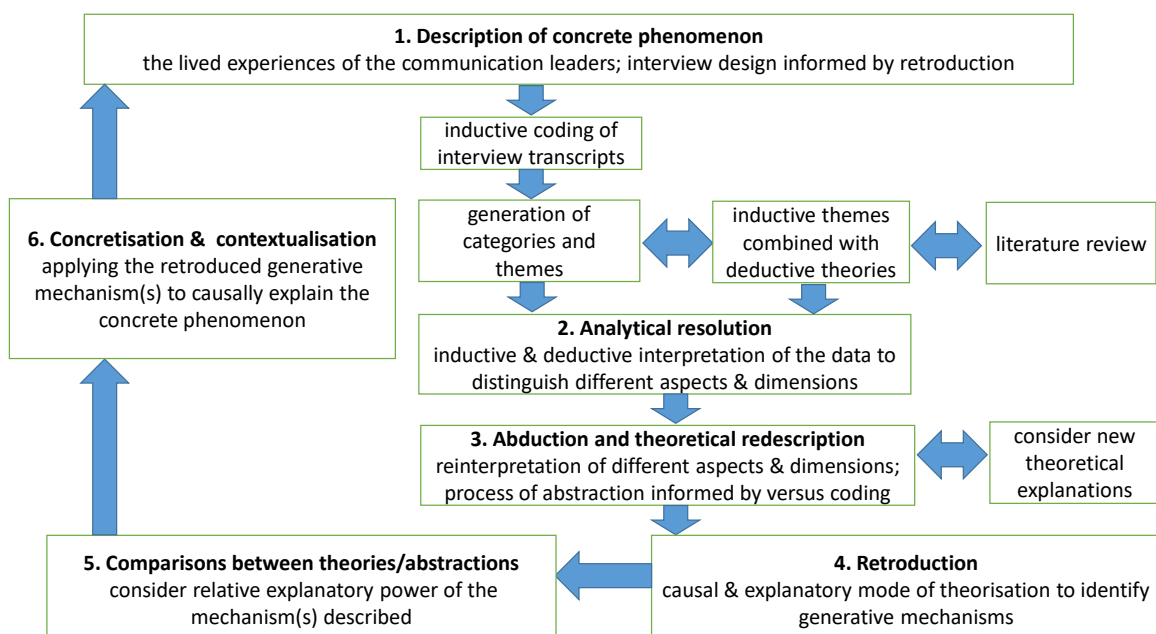 1. Description of concrete phenomenon
the lived experiences of the communication leaders; interview design informed by retroduction
inductive coding of
interview transcripts
generation of
categories and
themes
inductive themes
combined with
deductive theories
literature review
2. Analytical resolution
inductive & deductive interpretation of the data to
distinguish different aspects & dimensions
3. Abduction and theoretical redescription
reinterpretation of different aspects & dimensions;
process of abstraction informed by versus coding
consider new
theoretical
explanations
4. Retroduction
causal & explanatory mode of theorisation to identify
generative mechanisms
5. Comparisons between theories/abstractions
consider relative explanatory power of the
mechanism(s) described
6. Concretisation & contextualisation
applying the retroduced generative
mechanism(s) to causally explain the
concrete phenomenon